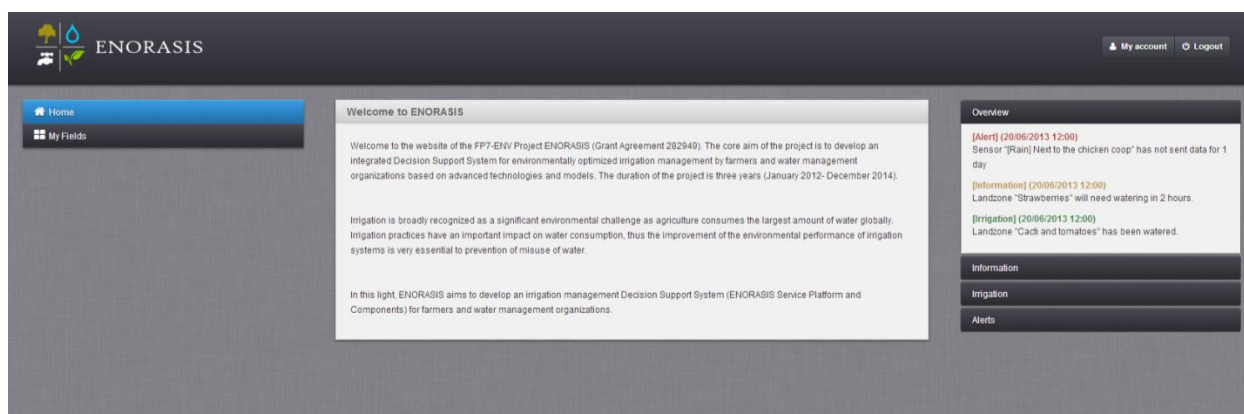 ENORASIS
My account
Logout
Home
My Fields
Welcome to ENORASIS
Welcome to the website of the FP7-ENV Project ENORASIS (Grant Agreement 282949). The core aim of the project is to develop an
integrated Decision Support System for environmentally optimized irrigation management by farmers and water management
organizations based on advanced technologies and models. The duration of the project is three years (January 2012- December 2014).
Irrigation is broadly recognized as a significant environmental challenge as agriculture consumes the largest amount of water globally.
Irrigation practices have an important impact on water consumption, thus the improvement of the environmental performance of irrigation
systems is very essential to prevention of misuse of water.
In this light, ENORASIS aims to develop an irrigation management Decision Support System (ENORASIS Service Platform and
Components) for farmers and water management organizations.
Overview
[Alert] (20/06/2013 12:00)
Sensor "[Rain] Next to the chicken coop" has not sent data for 1
day
[Information] (20/06/2013 12:00)
Landzone "Strawberries" will need watering in 2 hours.
[Irrigation] (20/06/2013 12:00)
Landzone "Cacti and tomatoes" has been watered.
Information
Irrigation
Alerts